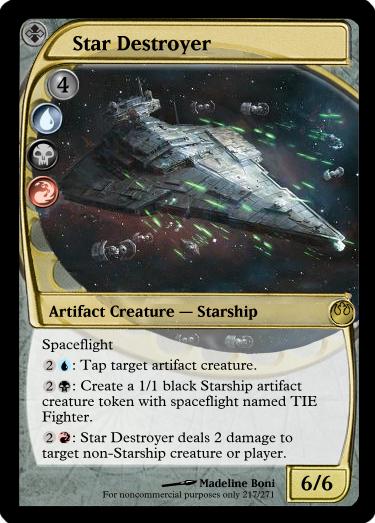 Star Destroyer
4
Artifact Creature — Starship
Spaceflight
2 : Tap target artifact creature.
2 : Create a 1/1 black Starship artifact
creature token with spaceflight named TIE
Fighter.
2 : Star Destroyer deals 2 damage to
target non-Starship creature or player.
Madeline Boni
For noncommercial purposes only 217/271
6/6